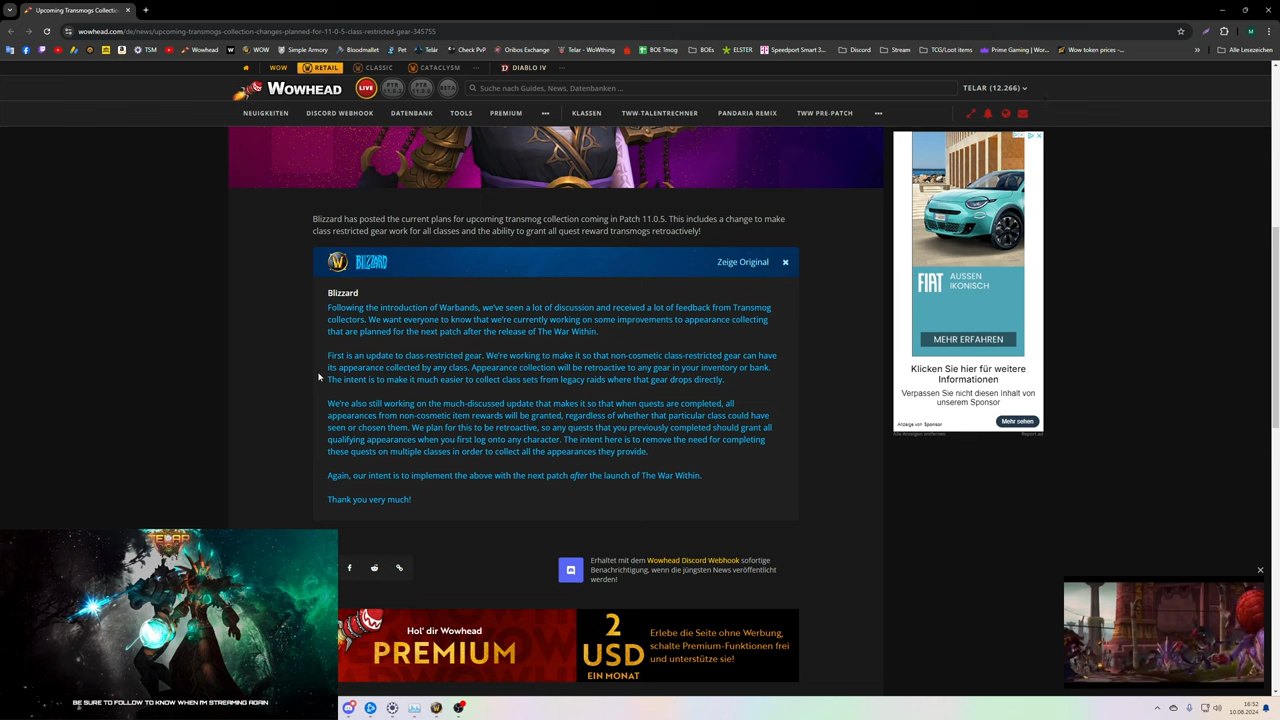 Upcoming Transmogs Collectio
wowhead.com/de/news/upcoming-transmogs-collection-changes-planned-for-11-0-5-class-restricted-gear-345755
TSM
Wowhead
WOW
Simple Armory
Bloodmallet
Pet
Telár
Check PvP
Oribos Exchange
Telar - WoWthing
BOE Tmog
BOEs
ELSTER
Speedport Smart 3...
Discord
Stream
TCG/Loot items
Prime Gaming | Wor...
Wow token prices -...
Alle Lesezeichen
WOW
RETAIL
CLASSIC
CATACLYSM
DIABLO IV
WOWHEAD
LIVE
BETA
Suche nach Guides, News, Datenbanken ...
TELAR (12.266)
NEUIGKEITEN
DISCORD WEBHOOK
DATENBANK
TOOLS
PREMIUM
KLASSEN
TWW-TALENTRECHNER
PANDARIA REMIX
TWW PRE-PATCH
Blizzard has posted the current plans for upcoming transmog collection coming in Patch 11.0.5. This includes a change to make
class restricted gear work for all classes and the ability to grant all quest reward transmogs retroactively!
BLIZZARD
Zeige Original
Blizzard
Following the introduction of Warbands, we've seen a lot of discussion and received a lot of feedback from Transmog
collectors. We want everyone to know that we're currently working on some improvements to appearance collecting
that are planned for the next patch after the release of The War Within.
First is an update to class-restricted gear. We're working to make it so that non-cosmetic class-restricted gear can have
its appearance collected by any class. Appearance collection will be retroactive to any gear in your inventory or bank.
The intent is to make it much easier to collect class sets from legacy raids where that gear drops directly.
We're also still working on the much-discussed update that makes it so that when quests are completed, all
appearances from non-cosmetic item rewards will be granted, regardless of whether that particular class could have
seen or chosen them. We plan for this to be retroactive, so any quests that you previously completed should grant all
qualifying appearances when you first log onto any character. The intent here is to remove the need for completing
these quests on multiple classes in order to collect all the appearances they provide.
Again, our intent is to implement the above with the next patch after the launch of The War Within.
Thank you very much!
FIAT
AUSSEN
IKONISCH
MEHR ERFAHREN
Klicken Sie hier für weitere
Informationen
Verpassen Sie nicht diesen Inhalt von
unserem Sponsor
Anzeige von Sponsor
Mehr sehen
Alle Anzeigen entfernen
Report ad
Erhaltet mit dem Wowhead Discord Webhook sofortige
Benachrichtigung, wenn die jüngsten News veröffentlicht
werden!
Hol' dir Wowhead
PREMIUM
2
USD
EIN MONAT
Erlebe die Seite ohne Werbung,
schalte Premium-Funktionen frei
und unterstütze sie!
TELAR
BE SURE TO FOLLOW TO KNOW WHEN I'M STREAMING AGAIN
16:52
10.08.2024